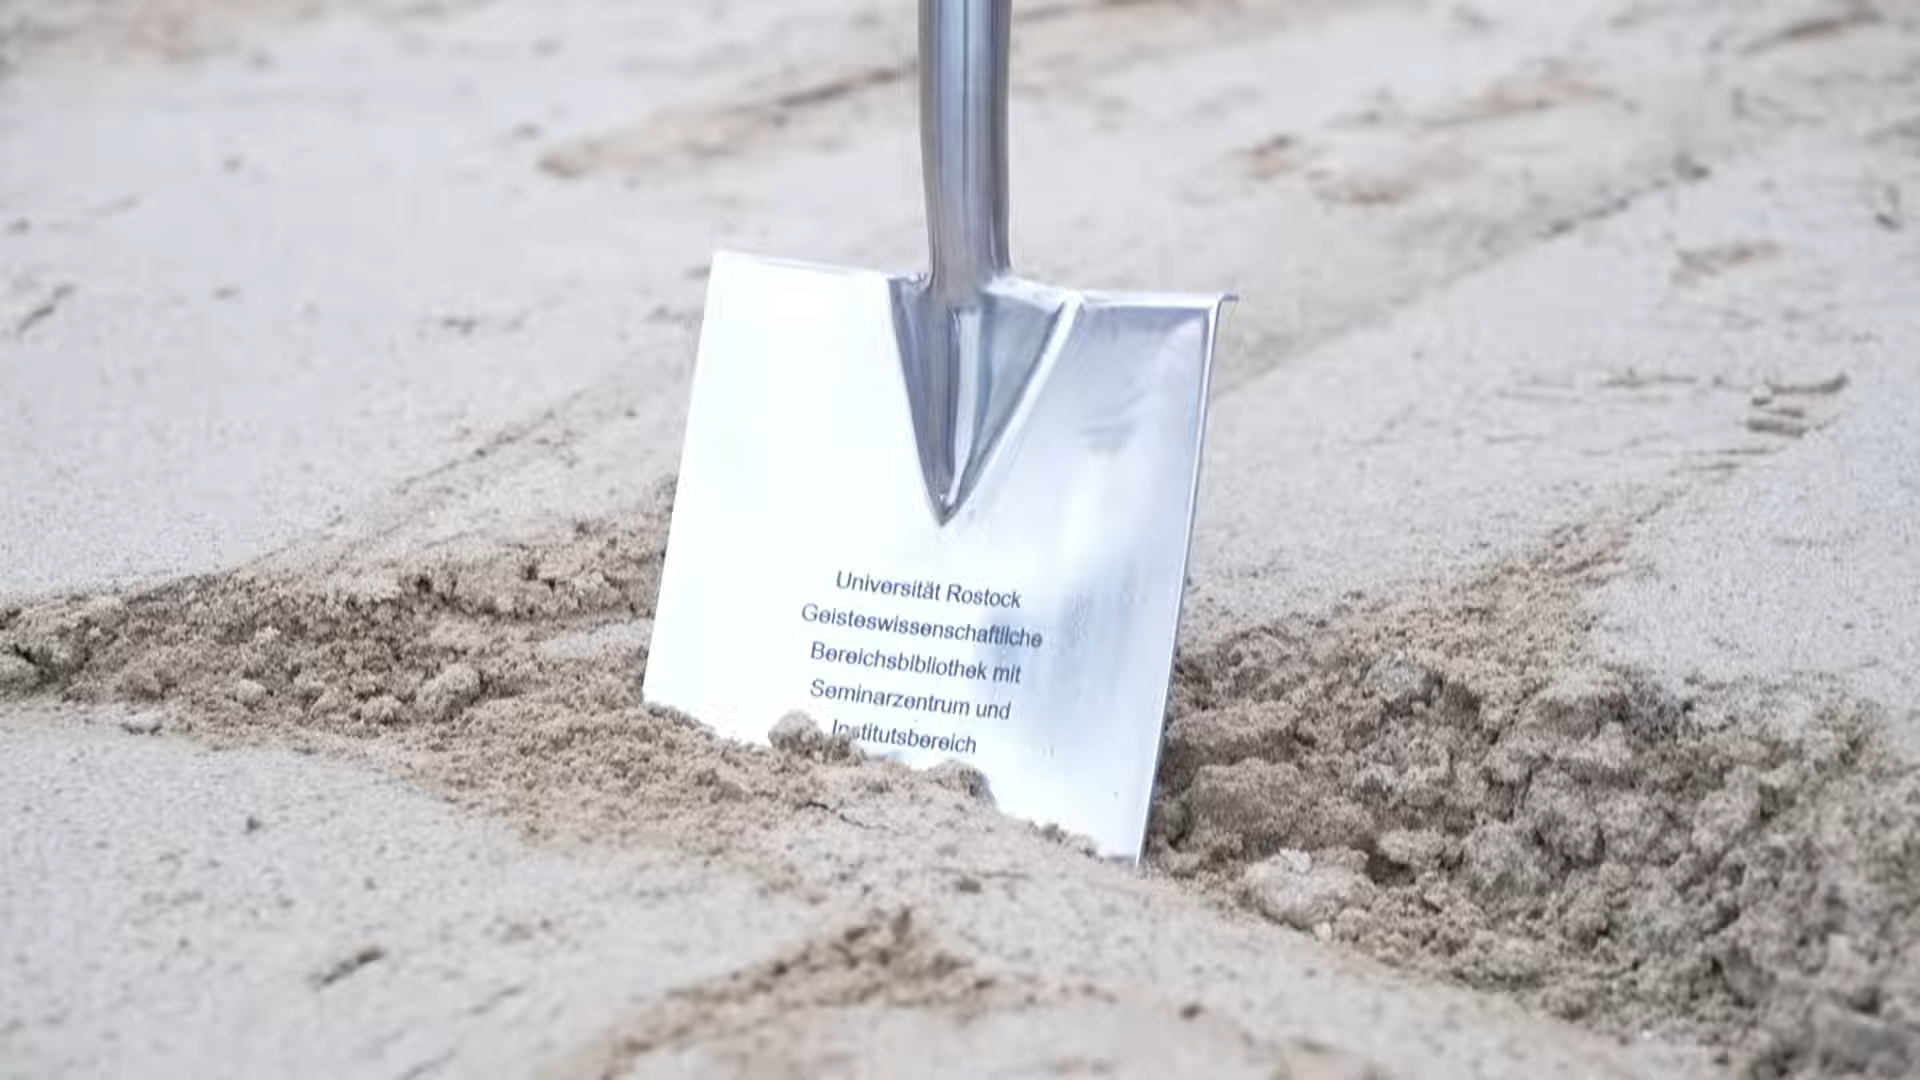 Universität Rostock
Geisteswissenschaftliche
Bereichsbibliothek mit
Seminarzentrum und
Institutsbereich